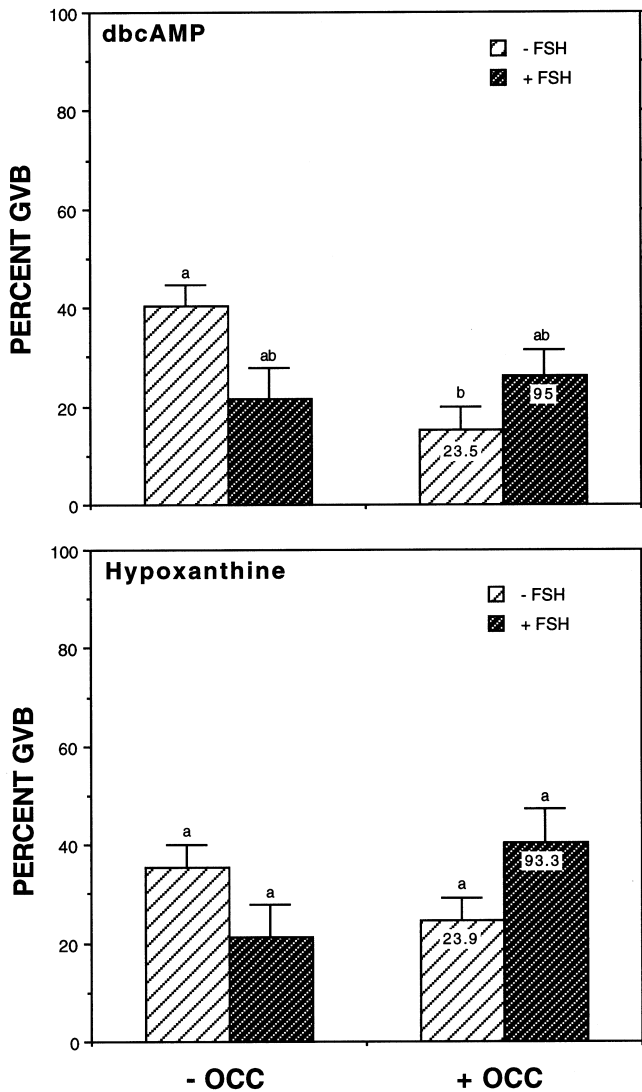 dbcAMP
- FSH
+ FSH
PERCENT GVB
100
80
60
40
20
0
a
ab
b
ab
23.5
95
Hypoxanthine
- FSH
+ FSH
PERCENT GVB
100
80
60
40
20
0
a
a
a
a
23.9
93.3
- OCC
+ OCC